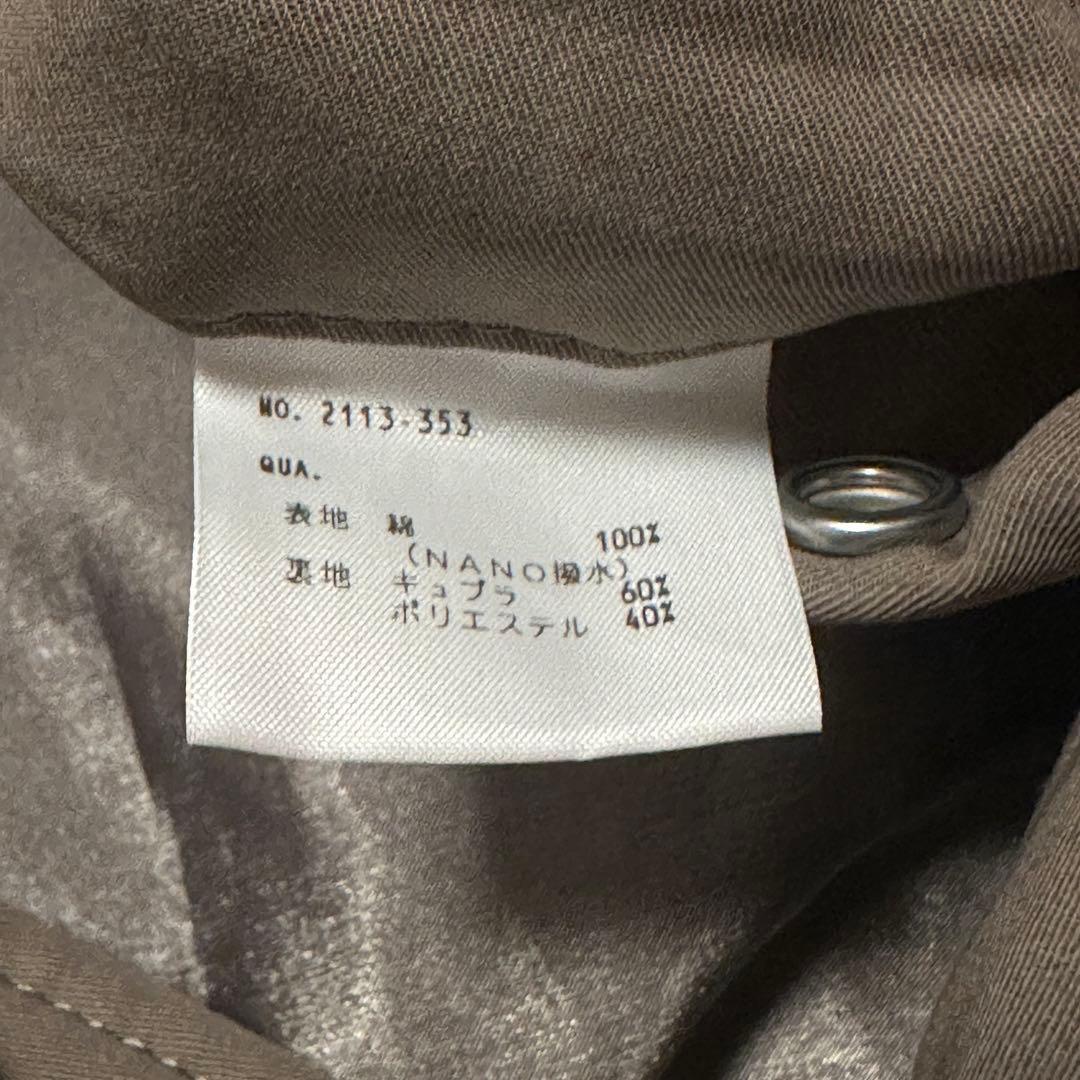 NO. 2113-353
QUA.
表地 綿 100%
(NANO撥水)
裏地 キュプラ 60%
ポリエステル 40%